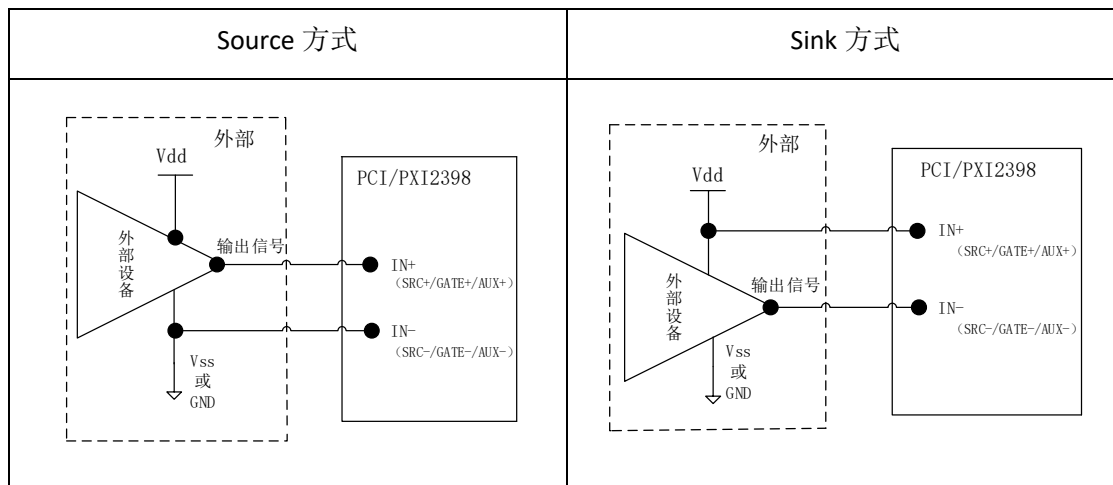 Source 方式
Sink 方式
外部
Vdd
PCI/PXI2398
外部设备
输出信号
IN+
（SRC+/GATE+/AUX+）
IN-
（SRC-/GATE-/AUX-）
Vss
或
GND
外部
Vdd
PCI/PXI2398
IN+
（SRC+/GATE+/AUX+）
外部设备
输出信号
IN-
（SRC-/GATE-/AUX-）
Vss
或
GND